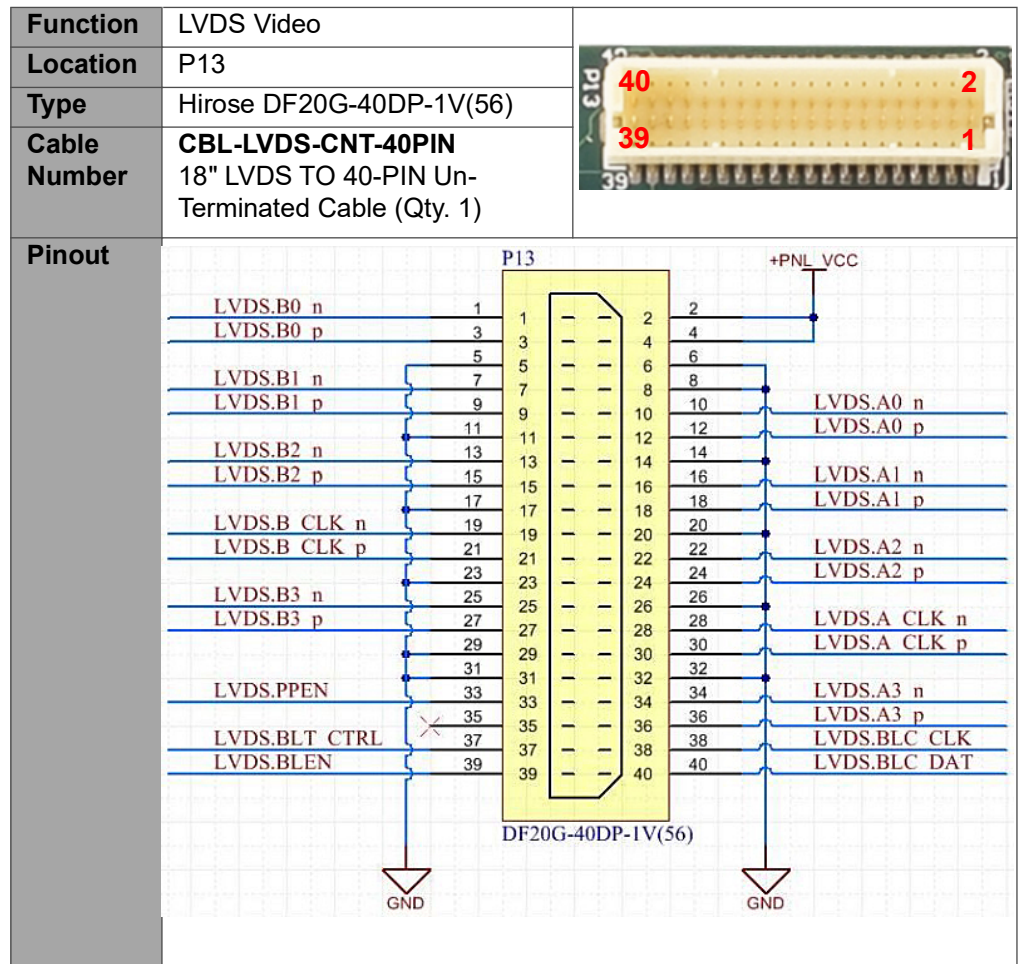 Function LVDS Video
Location P13
Type Hirose DF20G-40DP-1V(56)
Cable Number
CBL-LVDS-CNT-40PIN
18" LVDS TO 40-PIN Un-
Terminated Cable (Qty. 1)
P13
40 2
39 1
39 1
Pinout
P13 +PNL_VCC
LVDS.B0_n 1 1 2 2
LVDS.B0_p 3 3 4 4
5 5 6 6
LVDS.B1_n 7 7 8 8
LVDS.B1_p 9 9 10 10 LVDS.A0_n
11 11 12 12 LVDS.A0_p
LVDS.B2_n 13 13 14 14
LVDS.B2_p 15 15 16 16 LVDS.A1_n
17 17 18 18 LVDS.A1_p
LVDS.B_CLK_n 19 19 20 20
LVDS.B_CLK_p 21 21 22 22 LVDS.A2_n
23 23 24 24 LVDS.A2_p
LVDS.B3_n 25 25 26 26
LVDS.B3_p 27 27 28 28 LVDS.A_CLK_n
29 29 30 30 LVDS.A_CLK_p
31 31 32 32
LVDS.PPEN 33 33 34 34 LVDS.A3_n
35 35 36 36 LVDS.A3_p
LVDS.BLT_CTRL 37 37 38 38 LVDS.BLC_CLK
LVDS.BLEN 39 39 40 40 LVDS.BLC_DAT
DF20G-40DP-1V(56)
GND GND